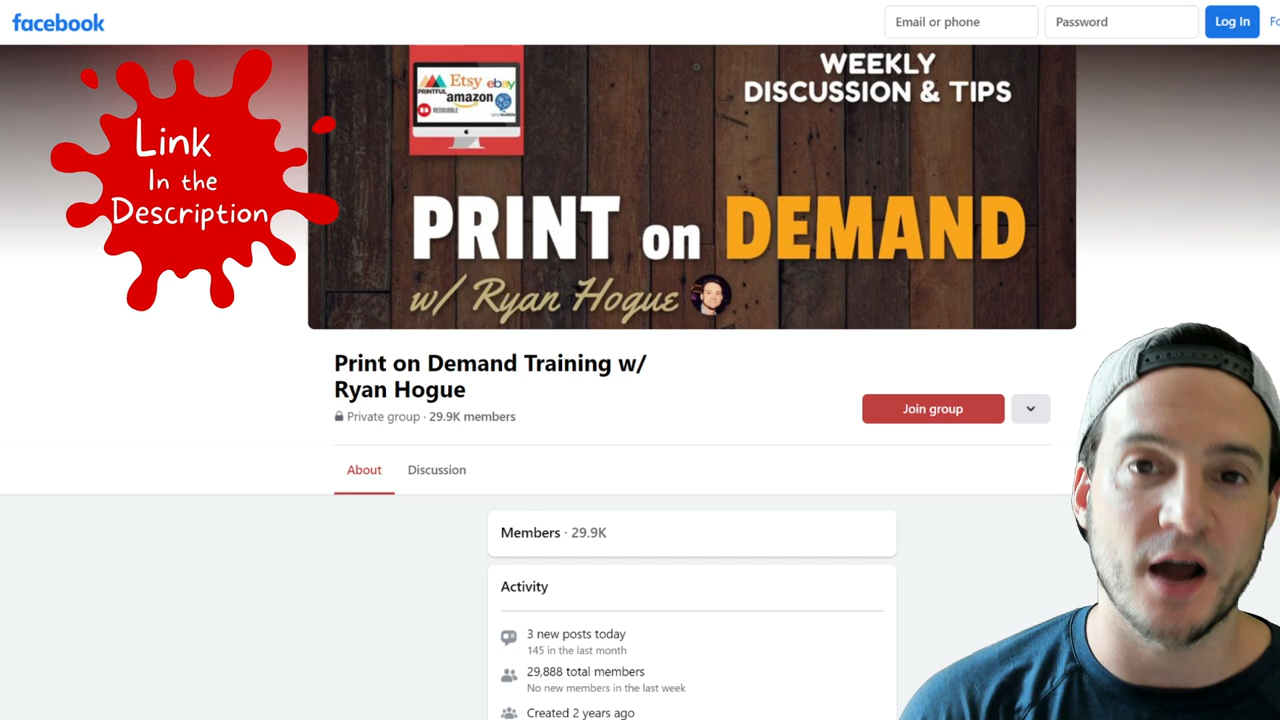 facebook
Email or phone
Password
Log In
Fo
Link
In the
Description
WEEKLY
DISCUSSION & TIPS
PRINTFUL
Etsy
ebay
amazon
REDBUBBLE
PRINT on DEMAND
w/ Ryan Hogue
Print on Demand Training w/
Ryan Hogue
Private group · 29.9K members
Join group
About
Discussion
Members · 29.9K
Activity
3 new posts today
145 in the last month
29,888 total members
No new members in the last week
Created 2 years ago